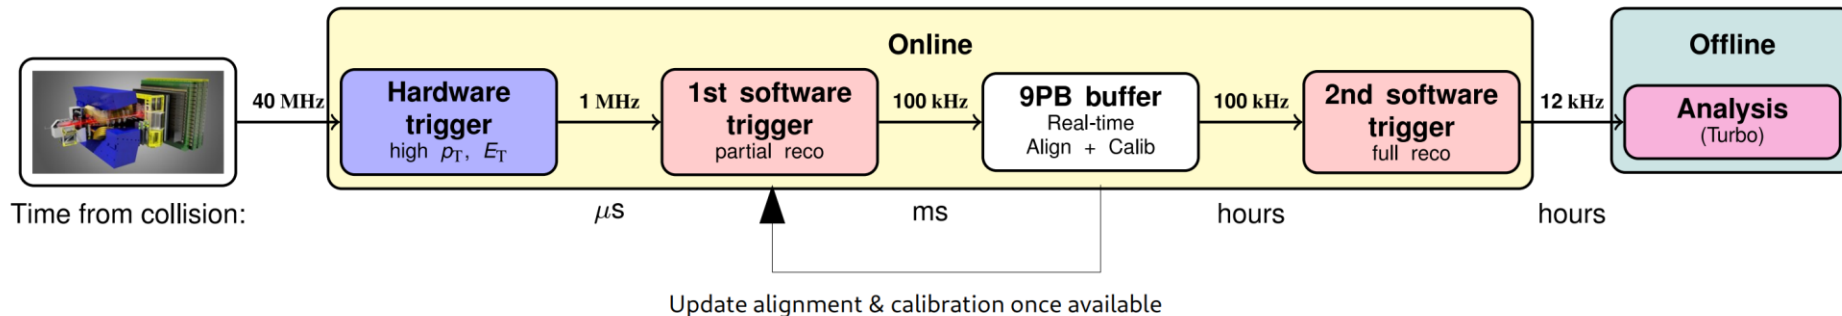 Online
Offline
40 MHz
Hardware
trigger
high pT, ET
1 MHz
1st software
trigger
partial reco
100 kHz
9PB buffer
Real-time
Align + Calib
100 kHz
2nd software
trigger
full reco
12 kHz
Analysis
(Turbo)
Time from collision:
μs
ms
hours
hours
Update alignment & calibration once available